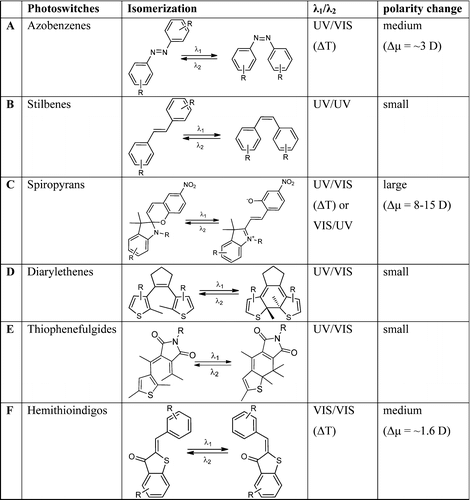 Photoswitches Isomerization λ₁/λ₂ polarity change
A Azobenzenes UV/VIS medium
(ΔT) (Δμ = ~3 D)
R N=N λ₁ λ₂ R N=N R R
B Stilbenes UV/UV small
R λ₁ λ₂ R R R
C Spiropyrans UV/VIS large
(ΔT) or (Δμ = 8-15 D)
VIS/UV
NO₂ O N-R R λ₁ λ₂ NO₂ ⁻O N⁺-R R
D Diarylethenes UV/VIS small
R R S S λ₁ λ₂ R R S S
E Thiophenefulgides UV/VIS small
R N O O S λ₁ λ₂ R N O O S
F Hemithioindigos VIS/VIS medium
(ΔT) (Δμ = ~1.6 D)
R O S R λ₁ λ₂ R O S R